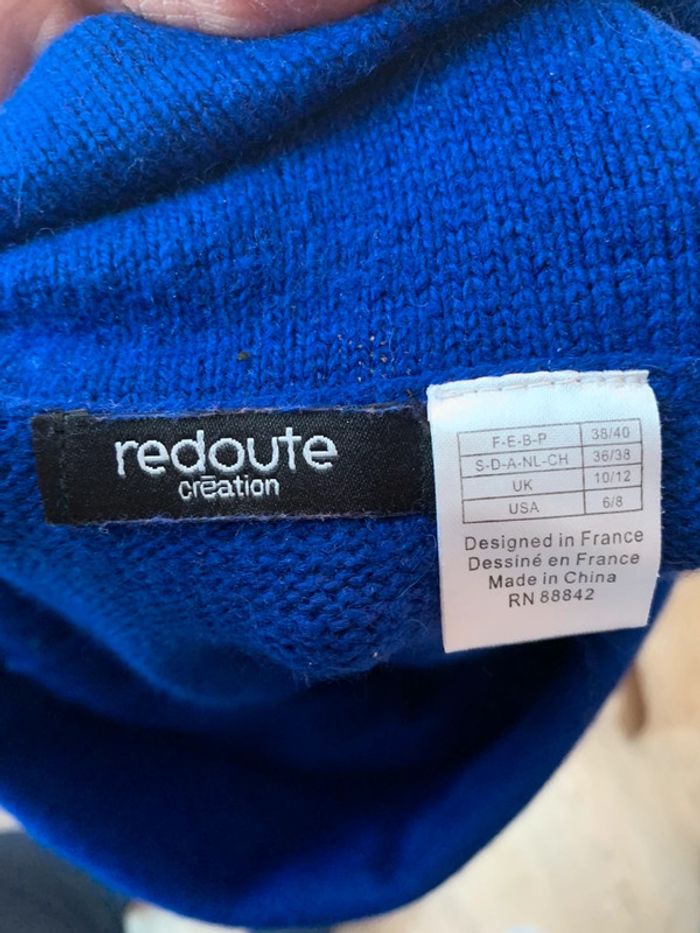 redoute
crēation
F-E-B-P 38/40
S-D-A-NL-CH 36/38
UK 10/12
USA 6/8
Designed in France
Dessiné en France
Made in China
RN 88842